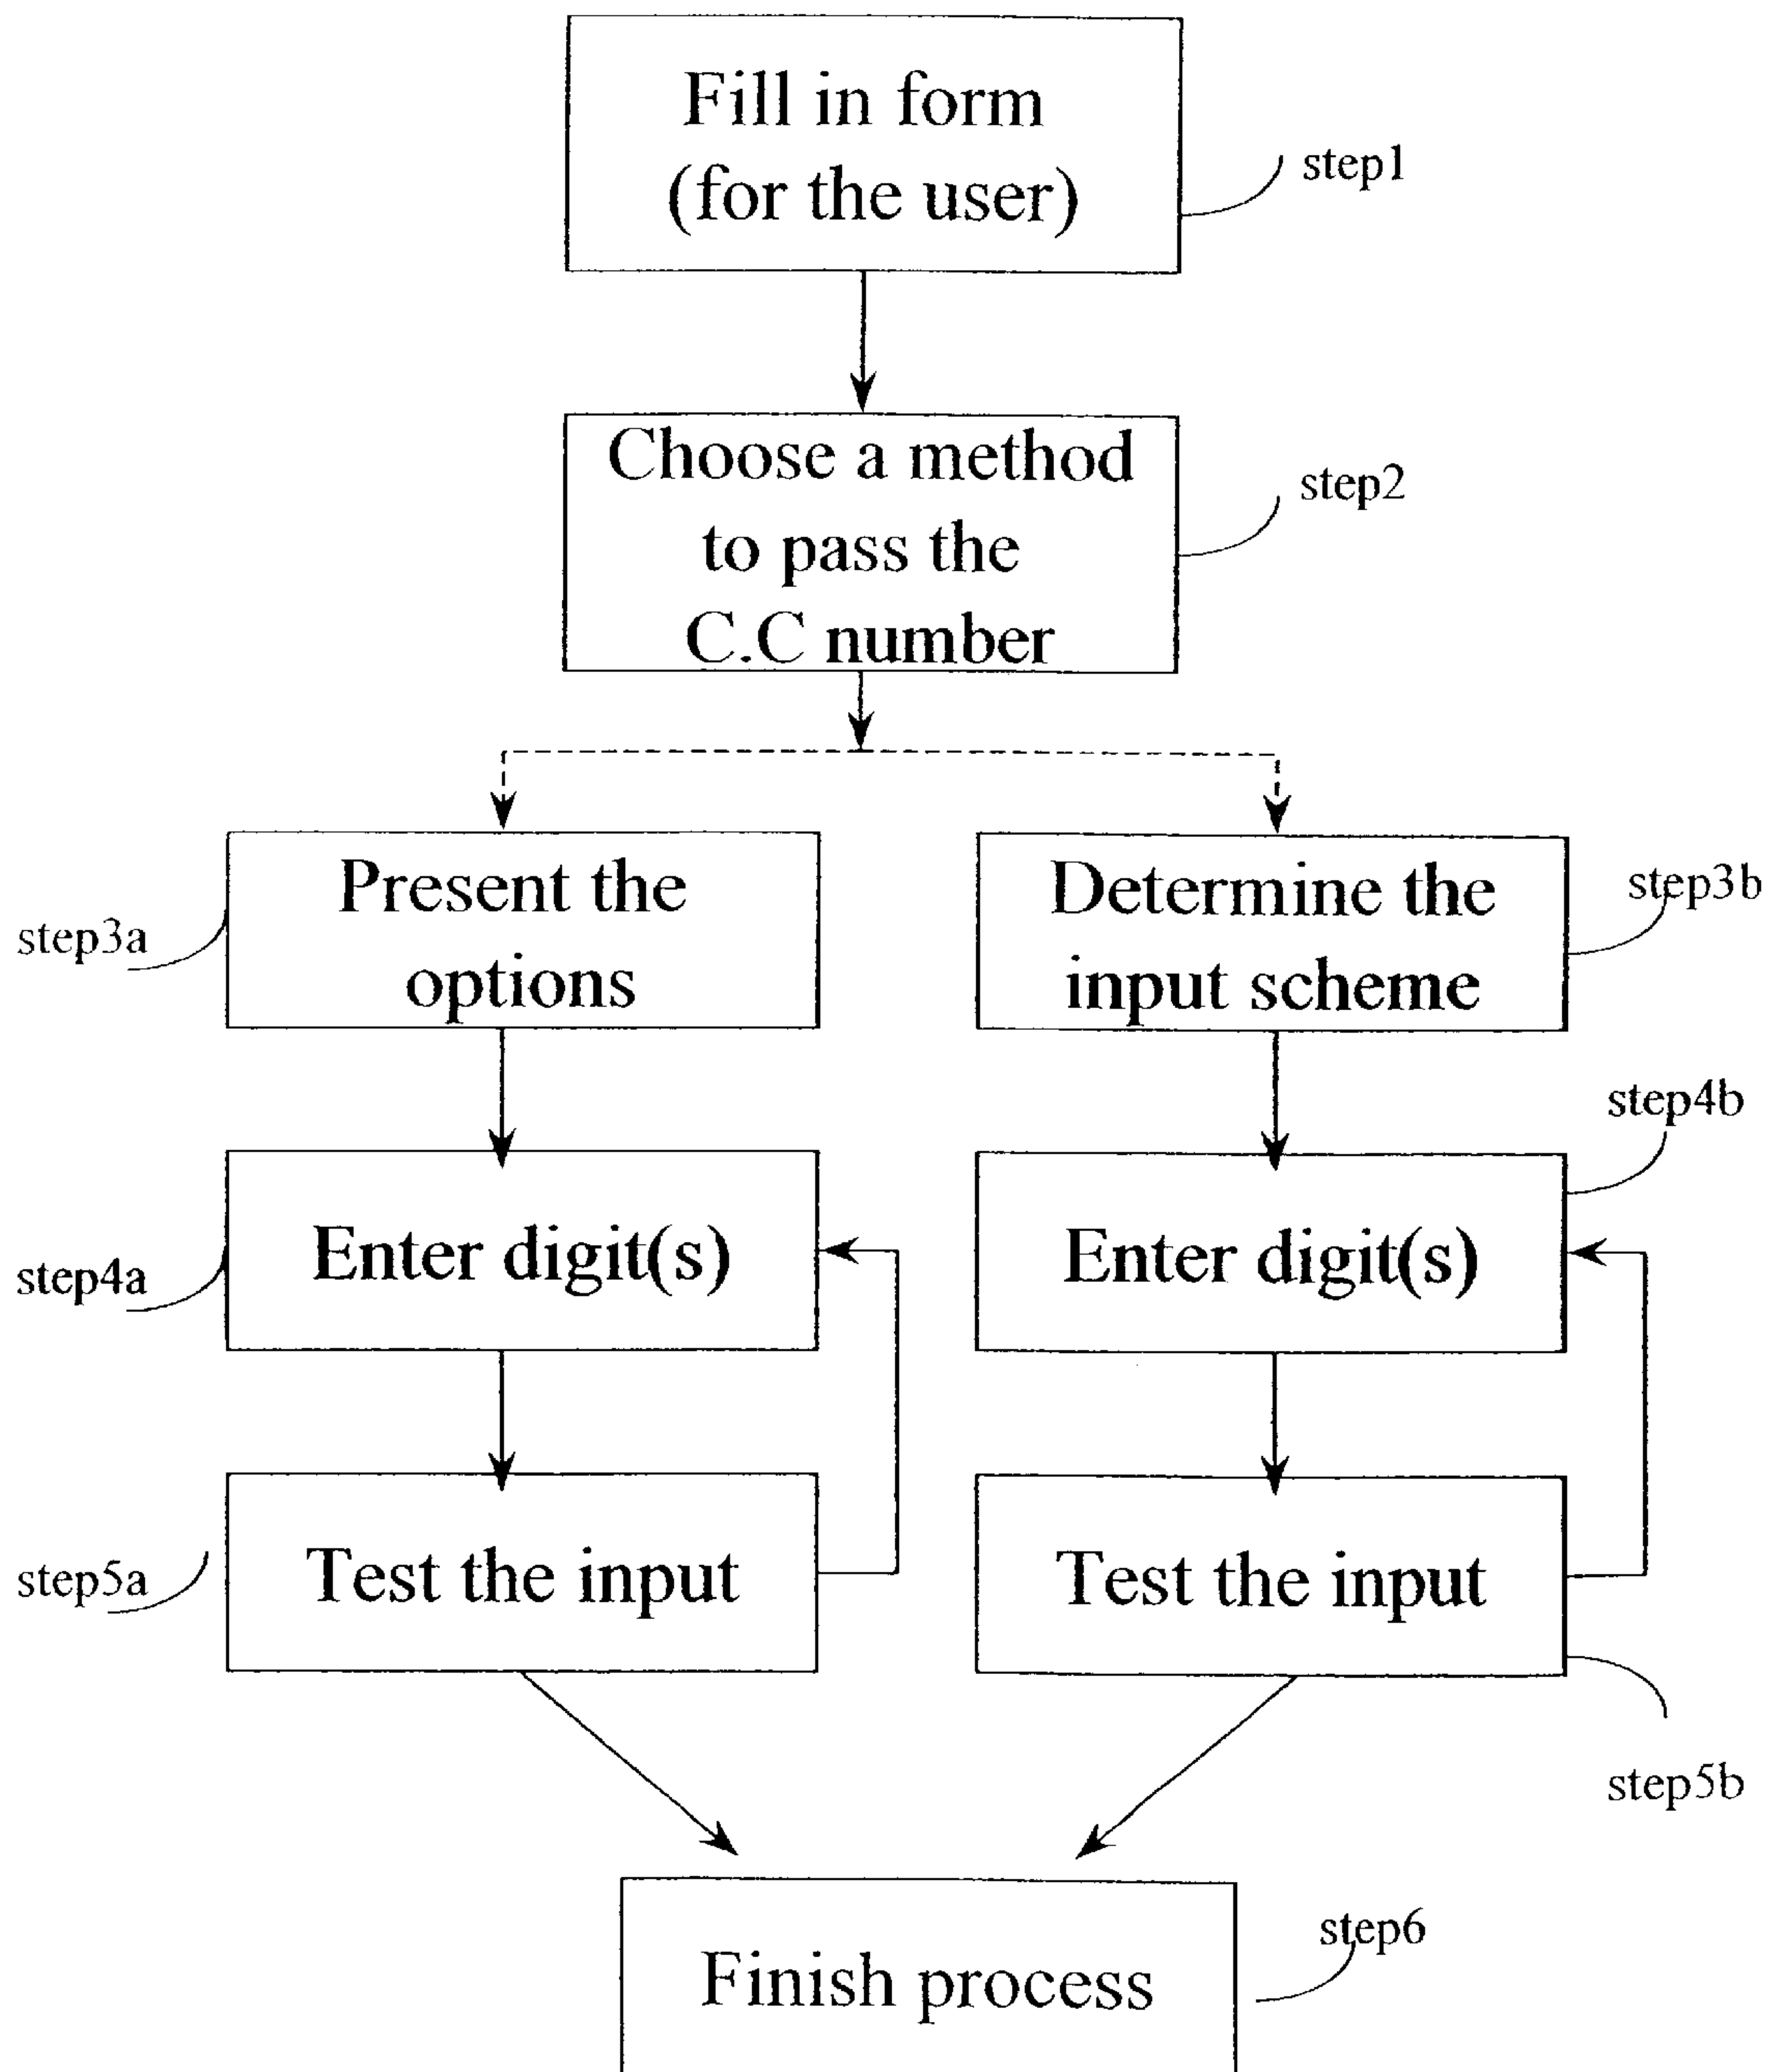 Fill in form
(for the user)
step1
Choose a method
to pass the
C.C number
step2
Present the
options
step3a
Determine the
input scheme
step3b
Enter digit(s)
step4a
Enter digit(s)
step4b
Test the input
step5a
Test the input
step5b
Finish process
step6